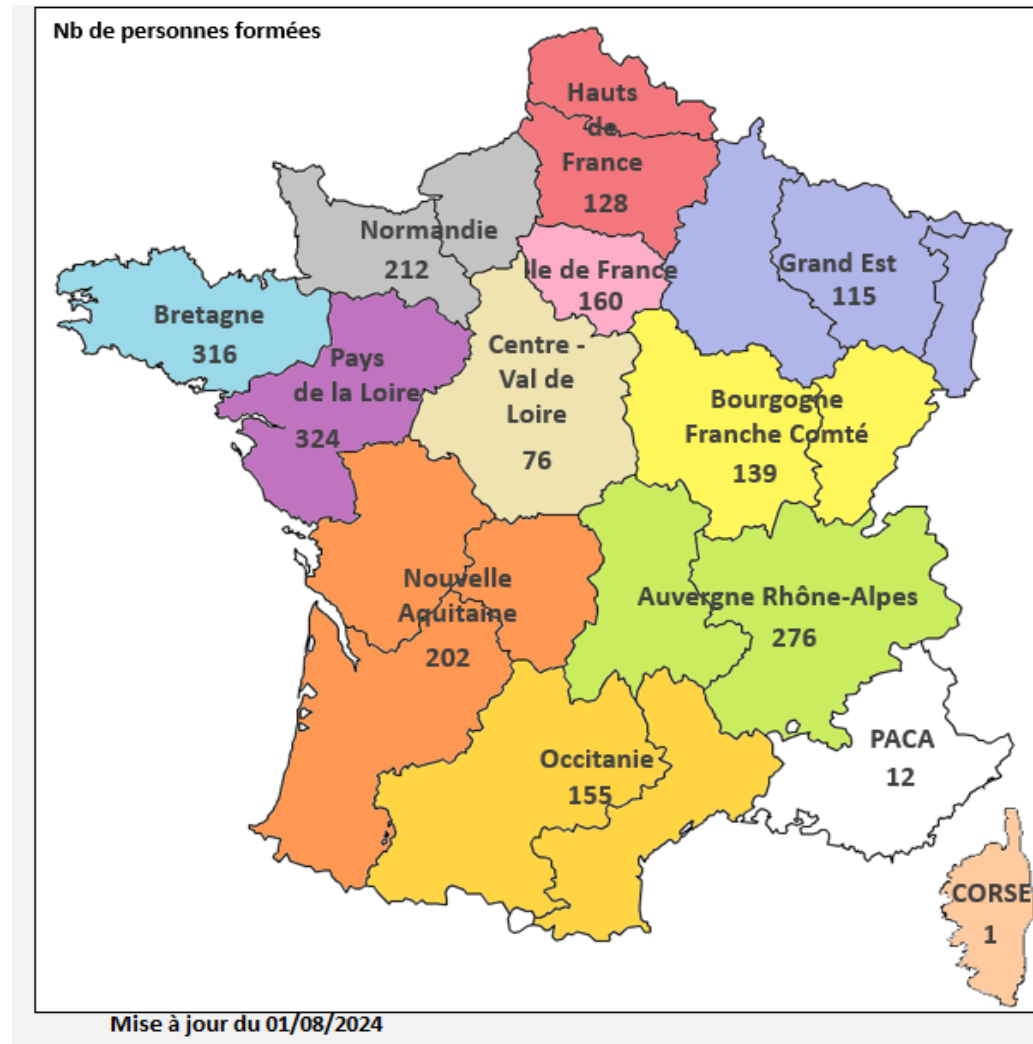 Nb de personnes formées
Hauts
de
France
128
Normandie
212
Ile de France
160
Grand Est
115
Bretagne
316
Pays
de la Loire
324
Centre -
Val de
Loire
76
Bourgogne
Franche Comté
139
Nouvelle
Aquitaine
202
Auvergne Rhône-Alpes
276
Occitanie
155
PACA
12
CORSE
1
Mise à jour du 01/08/2024